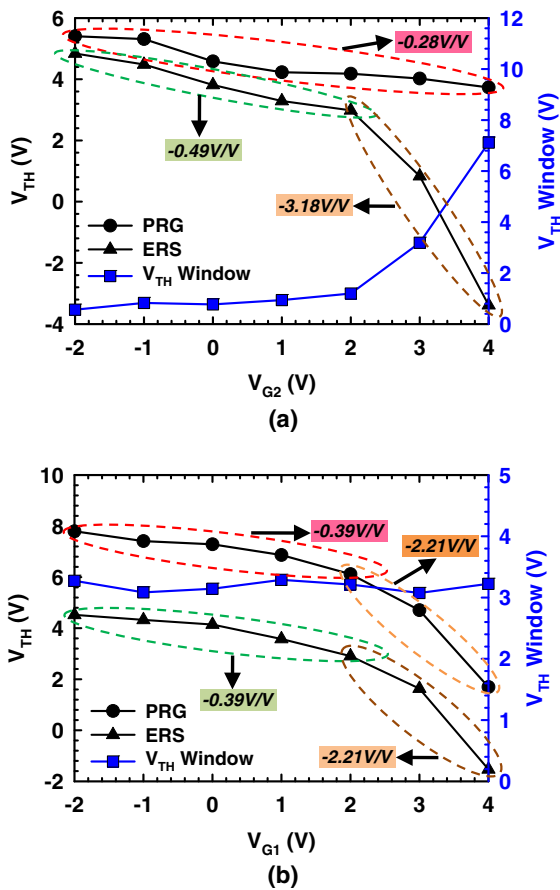 6
4
2
0
-2
-4
12
10
8
6
4
2
0
-2
-1
0
1
2
3
4
V_TH (V)
V_TH Window (V)
-0.28V/V
-0.49V/V
-3.18V/V
PRG
ERS
V_TH Window
V_G2 (V)
(a)
10
8
6
4
2
0
-2
5
4
3
2
1
0
-2
-1
0
1
2
3
4
V_TH (V)
V_TH Window (V)
-0.39V/V
-2.21V/V
-0.39V/V
-2.21V/V
PRG
ERS
V_TH Window
V_G1 (V)
(b)